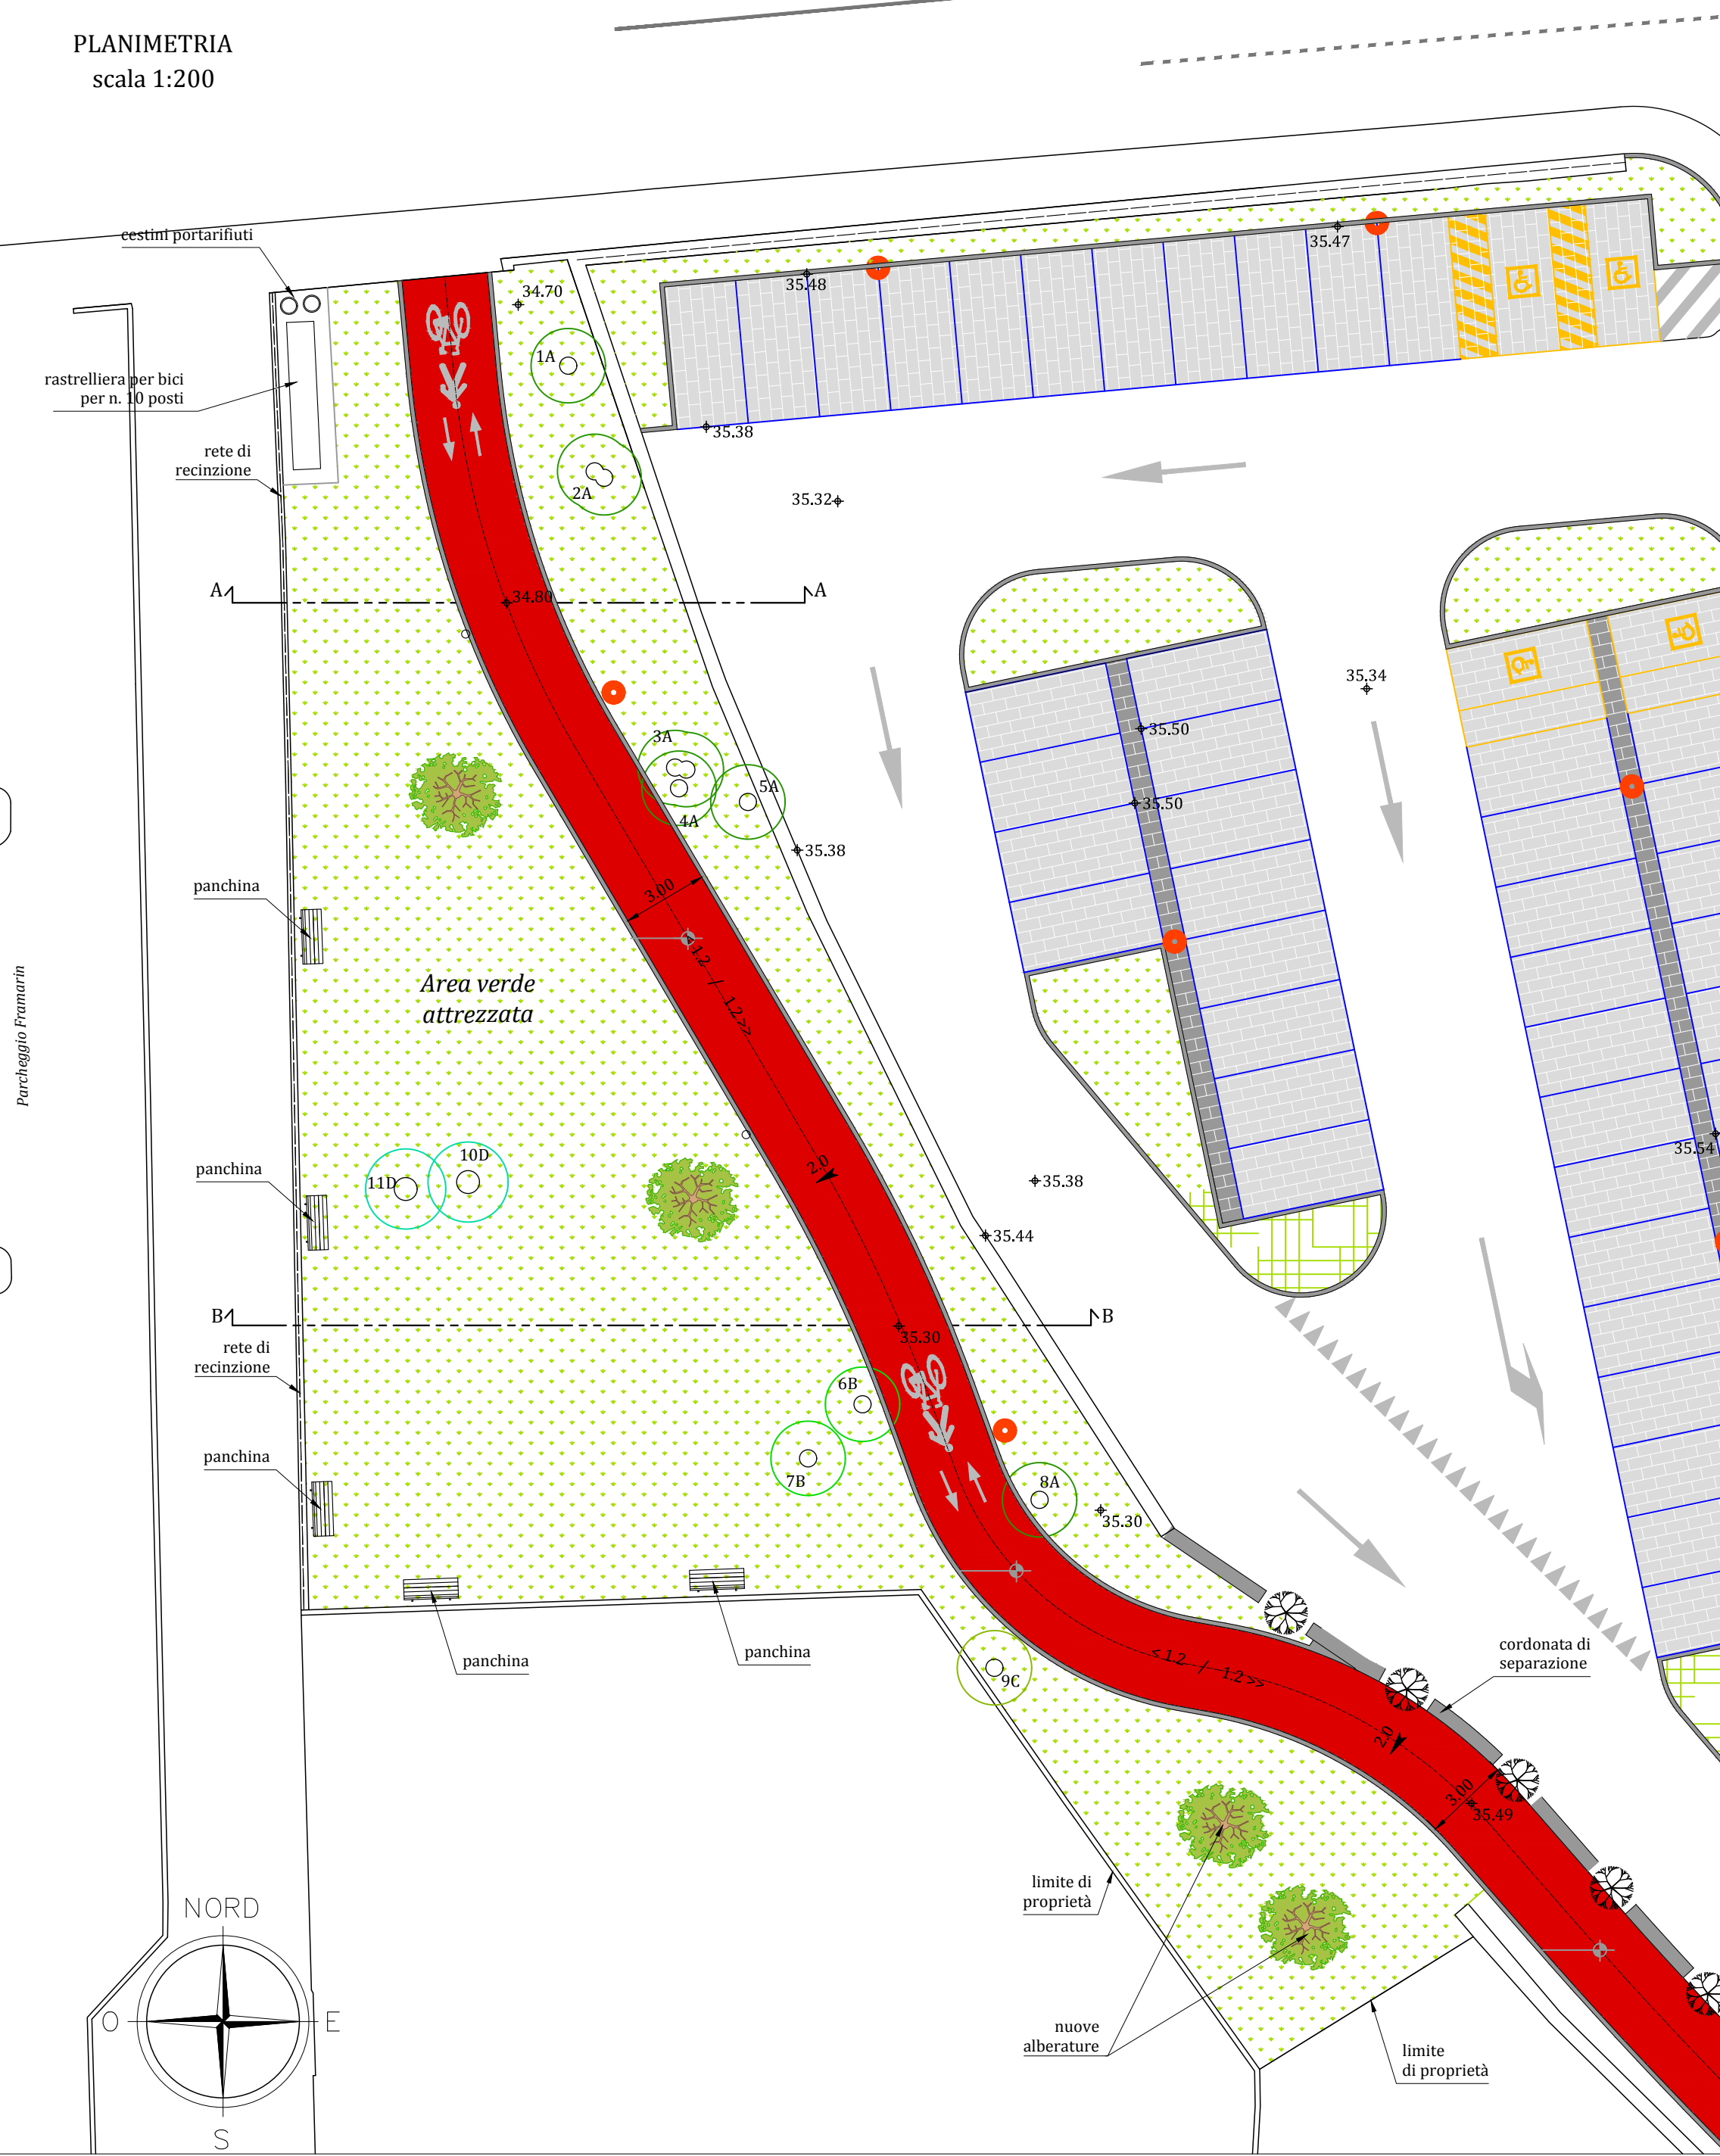 PLANIMETRIA
scala 1:200
cestini portarifiuti
34.70
35.48
35.47
1A
rastrelliera per bici
per n. 10 posti
35.38
rete di
recinzione
2A
35.32
A
A
34.80
35.34
3A
35.50
5A
35.50
4A
35.38
panchina
3.00
1.2 / 1.2 >>
Area verde
attrezzata
Parcheggio Framarin
35.54
10D
panchina
11D
2.0
35.38
35.44
B
B
35.30
rete di
recinzione
6B
panchina
7B
8A
35.30
panchina
panchina
cordonata di
separazione
< 1.2 / 1.2 >>
9C
2.0
3.00
35.49
limite di
proprietà
NORD
O
E
S
nuove
alberature
limite
di proprietà